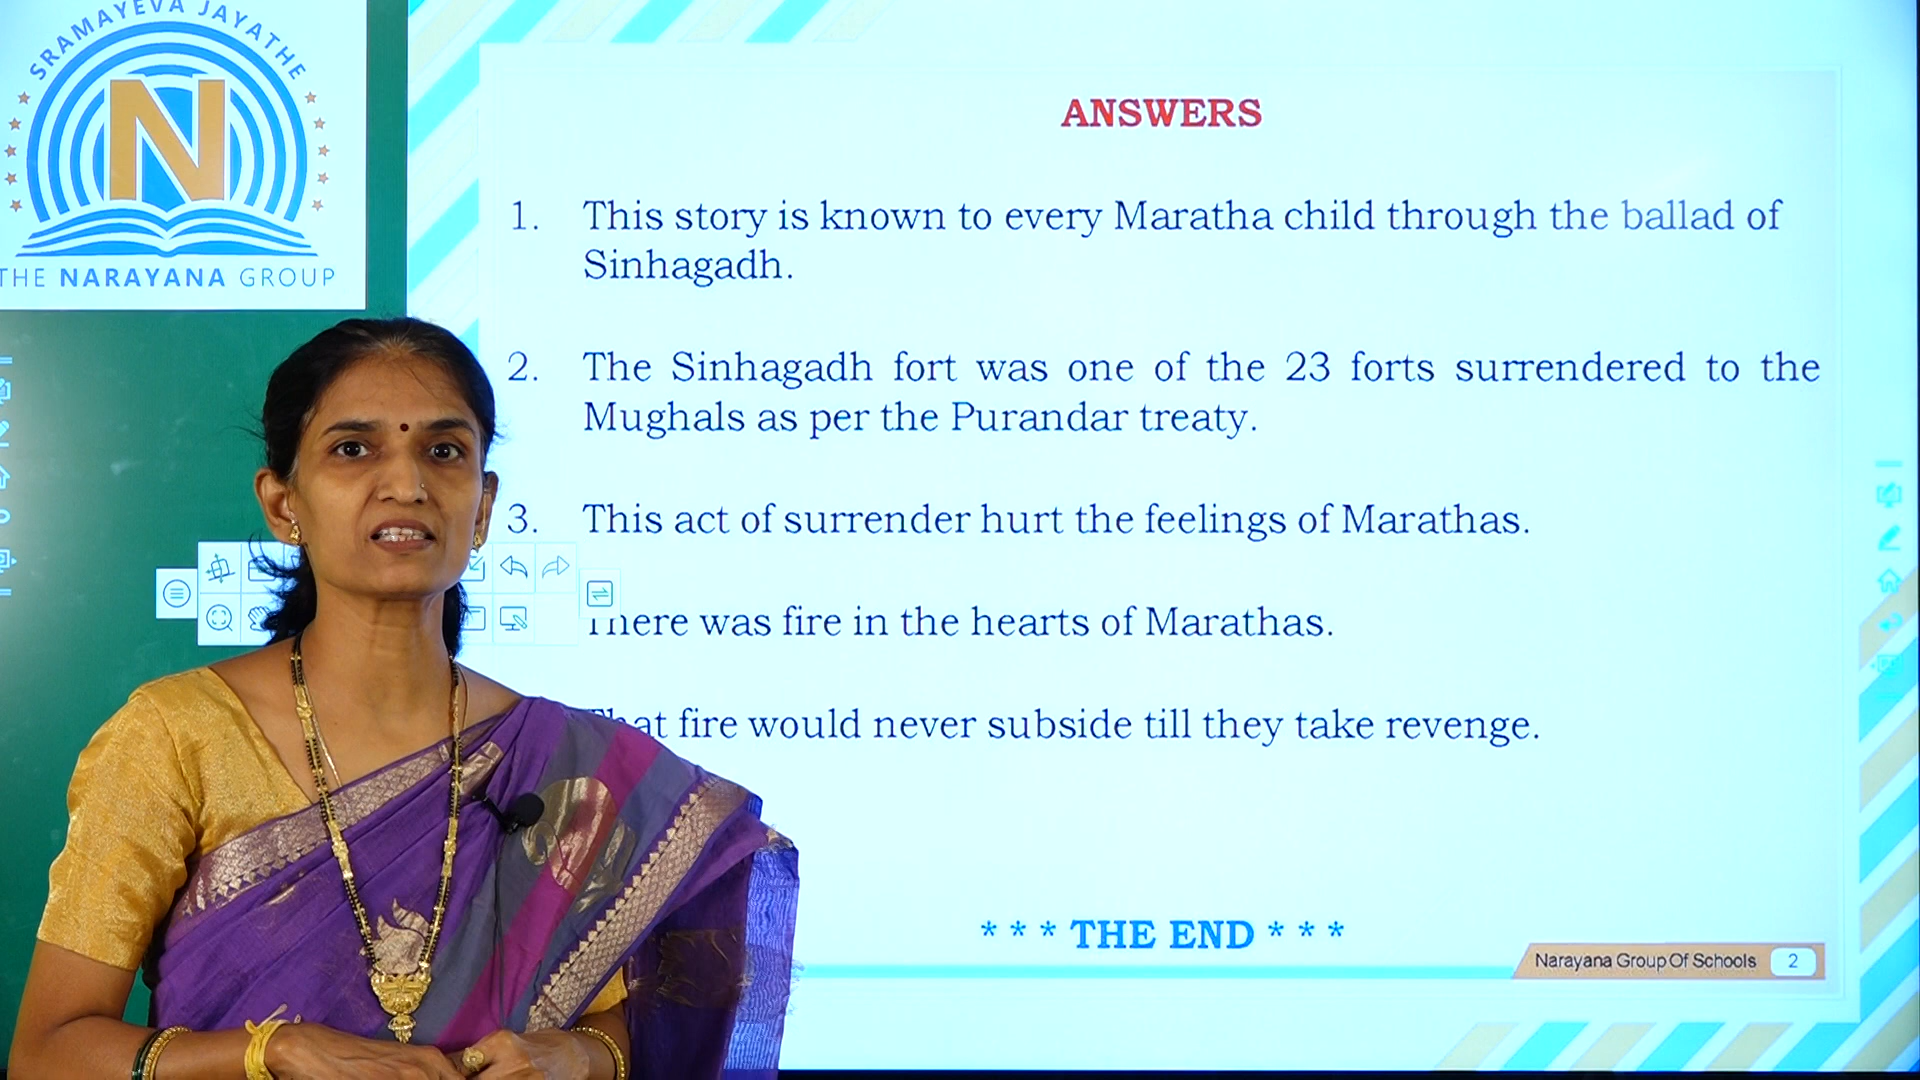 SRAMAYEVA JAYATHE
N
THE NARAYANA GROUP
ANSWERS
1. This story is known to every Maratha child through the ballad of
Sinhagadh.
2. The Sinhagadh fort was one of the 23 forts surrendered to the
Mughals as per the Purandar treaty.
3. This act of surrender hurt the feelings of Marathas.
There was fire in the hearts of Marathas.
That fire would never subside till they take revenge.
* * * THE END * * *
Narayana Group Of Schools 2